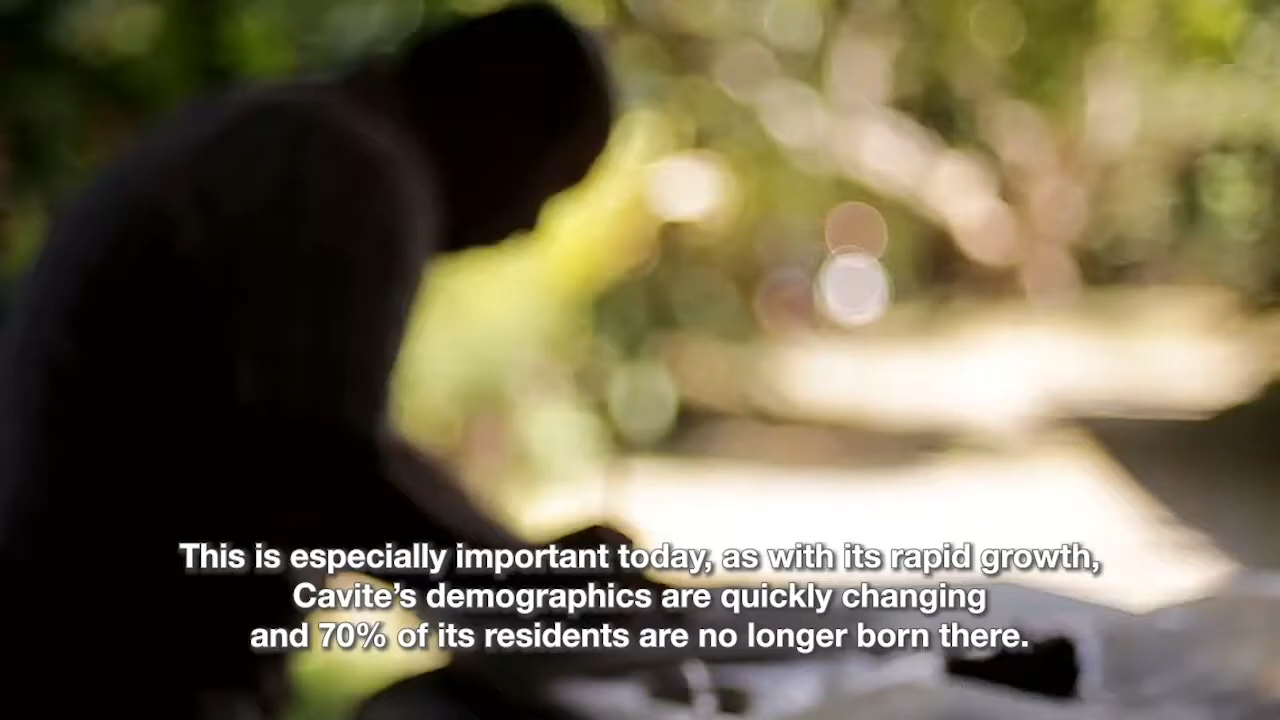 This is especially important today, as with its rapid growth,
Cavite’s demographics are quickly changing
and 70% of its residents are no longer born there.